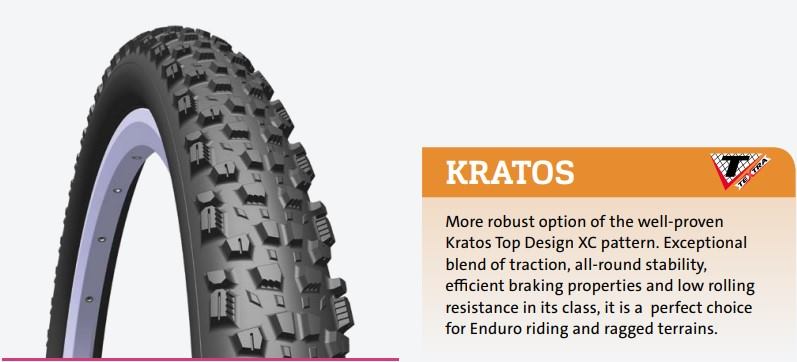 KRATOS
T
TEXTRA
More robust option of the well-proven
Kratos Top Design XC pattern. Exceptional
blend of traction, all-round stability,
efficient braking properties and low rolling
resistance in its class, it is a perfect choice
for Enduro riding and ragged terrains.